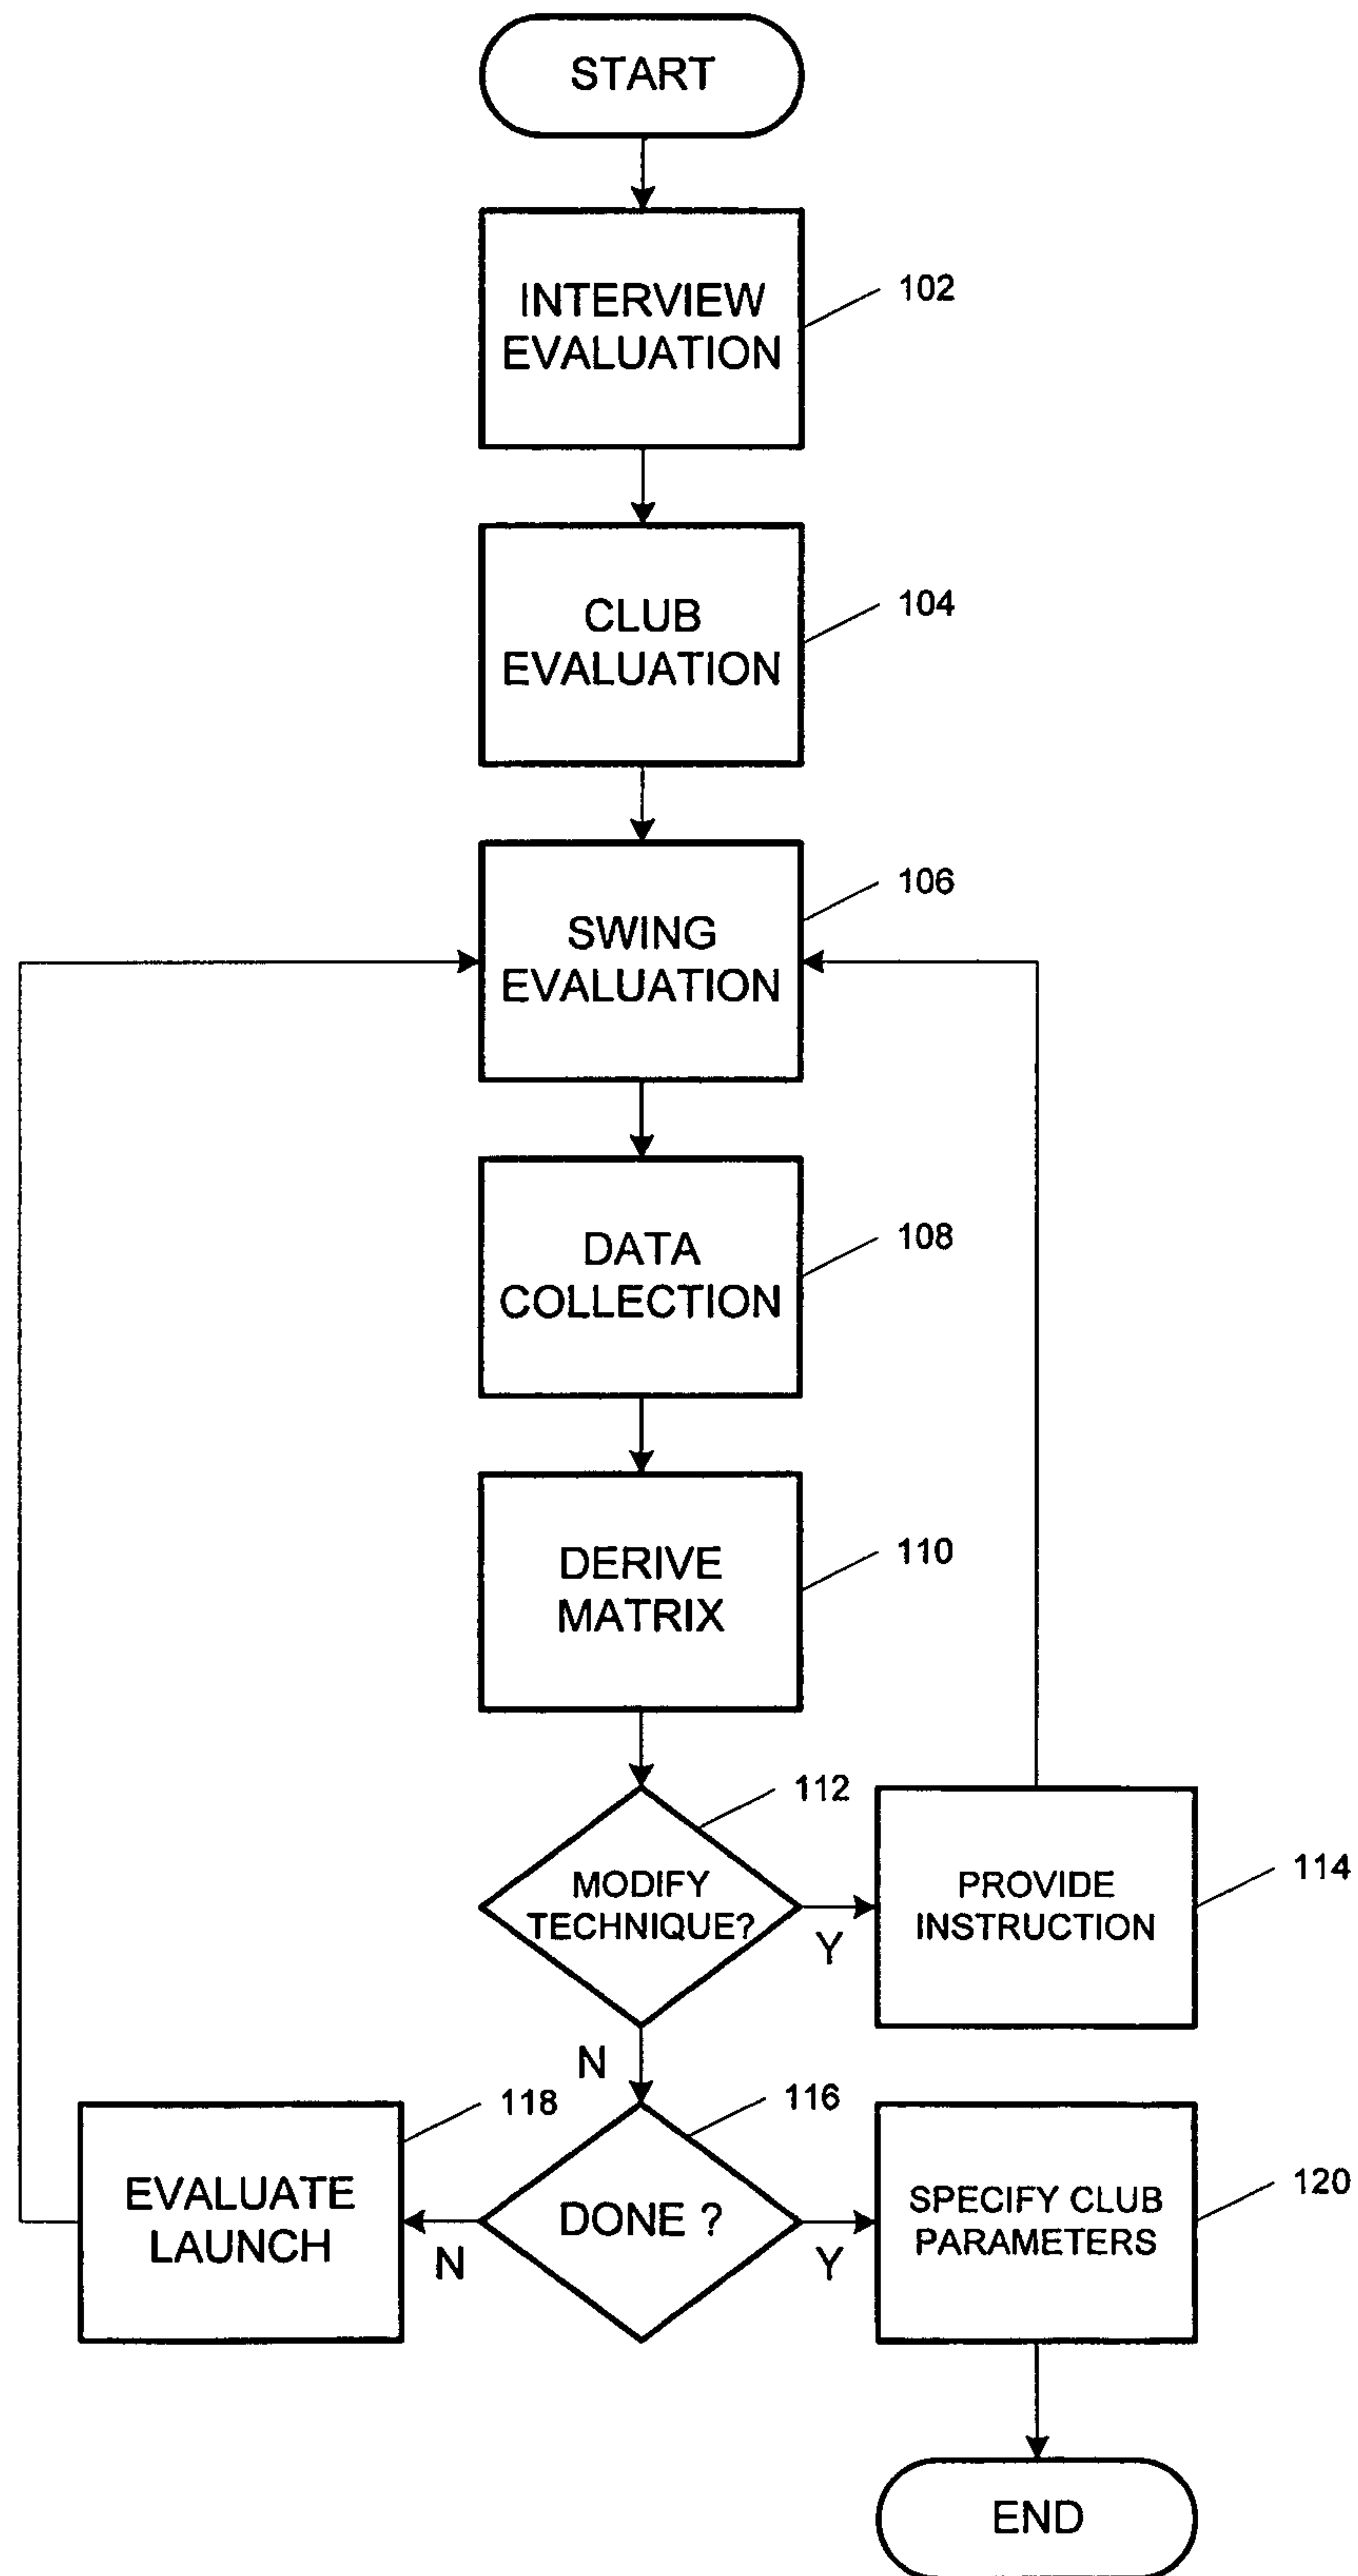 START
INTERVIEW
EVALUATION
102
CLUB
EVALUATION
104
SWING
EVALUATION
106
DATA
COLLECTION
108
DERIVE
MATRIX
110
MODIFY
TECHNIQUE?
112
Y
PROVIDE
INSTRUCTION
114
N
DONE ?
116
N
EVALUATE
LAUNCH
118
Y
SPECIFY CLUB
PARAMETERS
120
END